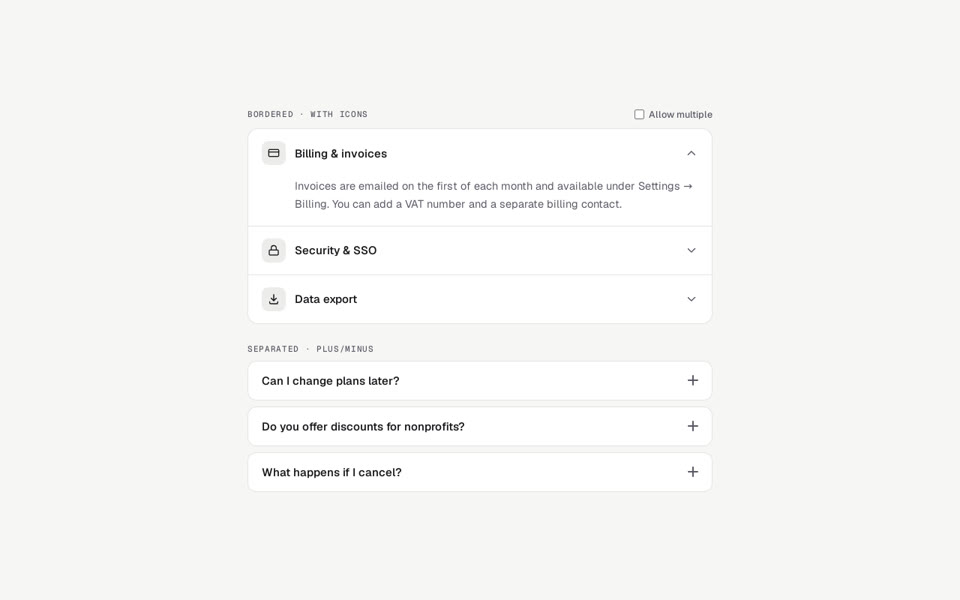 BORDERED · WITH ICONS
Allow multiple
Billing & invoices
Invoices are emailed on the first of each month and available under Settings →
Billing. You can add a VAT number and a separate billing contact.
Security & SSO
Data export
SEPARATED · PLUS/MINUS
Can I change plans later?
Do you offer discounts for nonprofits?
What happens if I cancel?